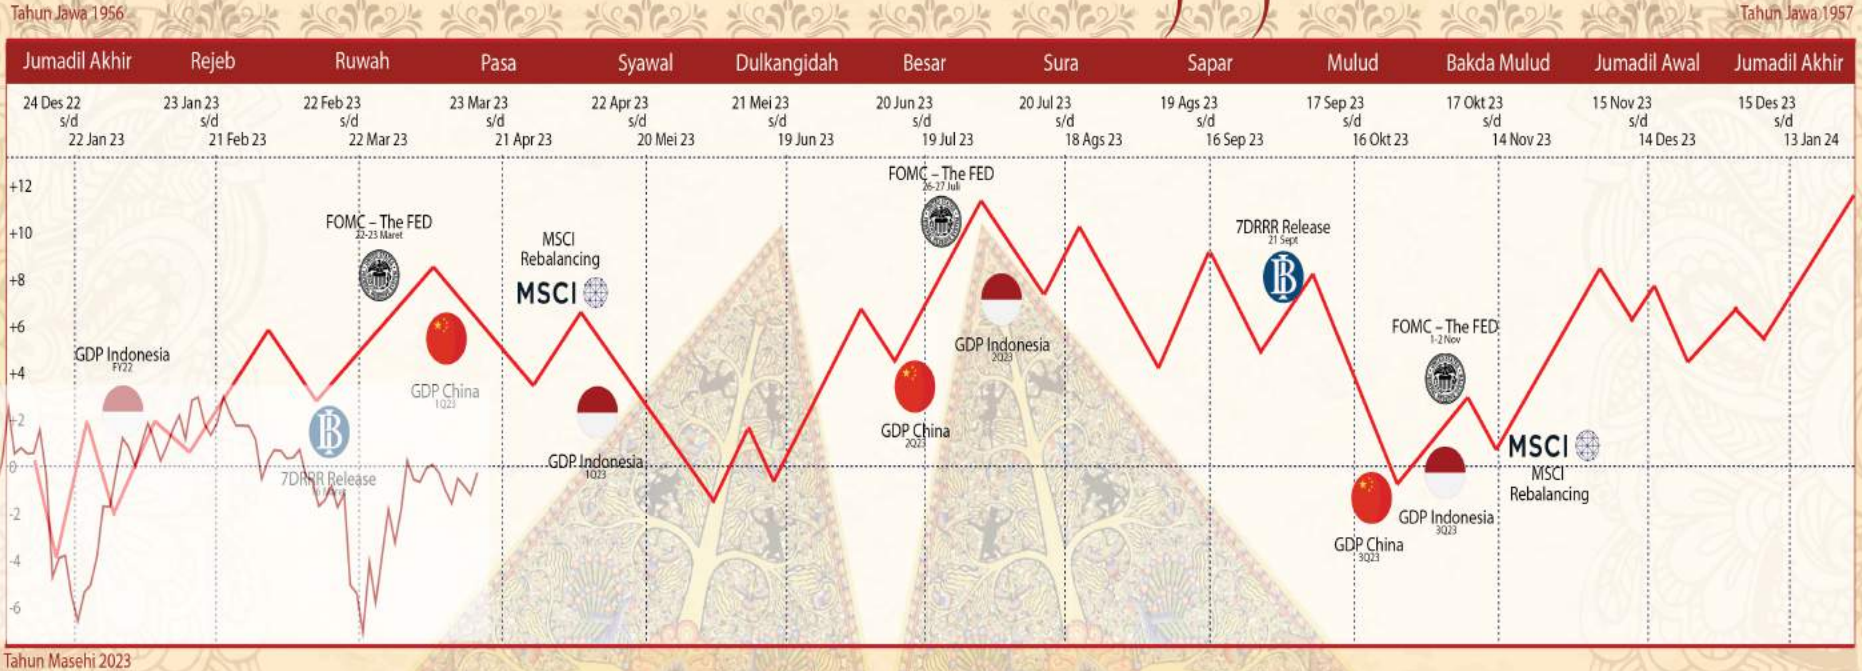 Tahun Jawa 1956
Tahun Jawa 1957
Jumadil Akhir
Rejeb
Ruwah
Pasa
Syawal
Dulkangidah
Besar
Sura
Sapar
Mulud
Bakda Mulud
Jumadil Awal
Jumadil Akhir
24 Des 22
s/d
22 Jan 23
23 Jan 23
s/d
21 Feb 23
22 Feb 23
s/d
22 Mar 23
23 Mar 23
s/d
21 Apr 23
22 Apr 23
s/d
20 Mei 23
21 Mei 23
s/d
19 Jun 23
20 Jun 23
s/d
19 Jul 23
20 Jul 23
s/d
18 Ags 23
19 Ags 23
s/d
16 Sep 23
17 Sep 23
s/d
16 Okt 23
17 Okt 23
s/d
14 Nov 23
15 Nov 23
s/d
14 Des 23
15 Des 23
s/d
13 Jan 24
+12
+10
+8
+6
+4
+2
0
-2
-4
-6
GDP Indonesia
FY22
7DRRR Release
FOMC – The FED
22-23 Maret
GDP China
1Q23
MSCI
Rebalancing
MSCI
GDP Indonesia
1Q23
FOMC – The FED
26-27 Juli
GDP China
2Q23
GDP Indonesia
2Q23
7DRRR Release
21 Sept
GDP China
3Q23
FOMC – The FED
1-2 Nov
GDP Indonesia
3Q23
MSCI
MSCI
Rebalancing
Tahun Masehi 2023